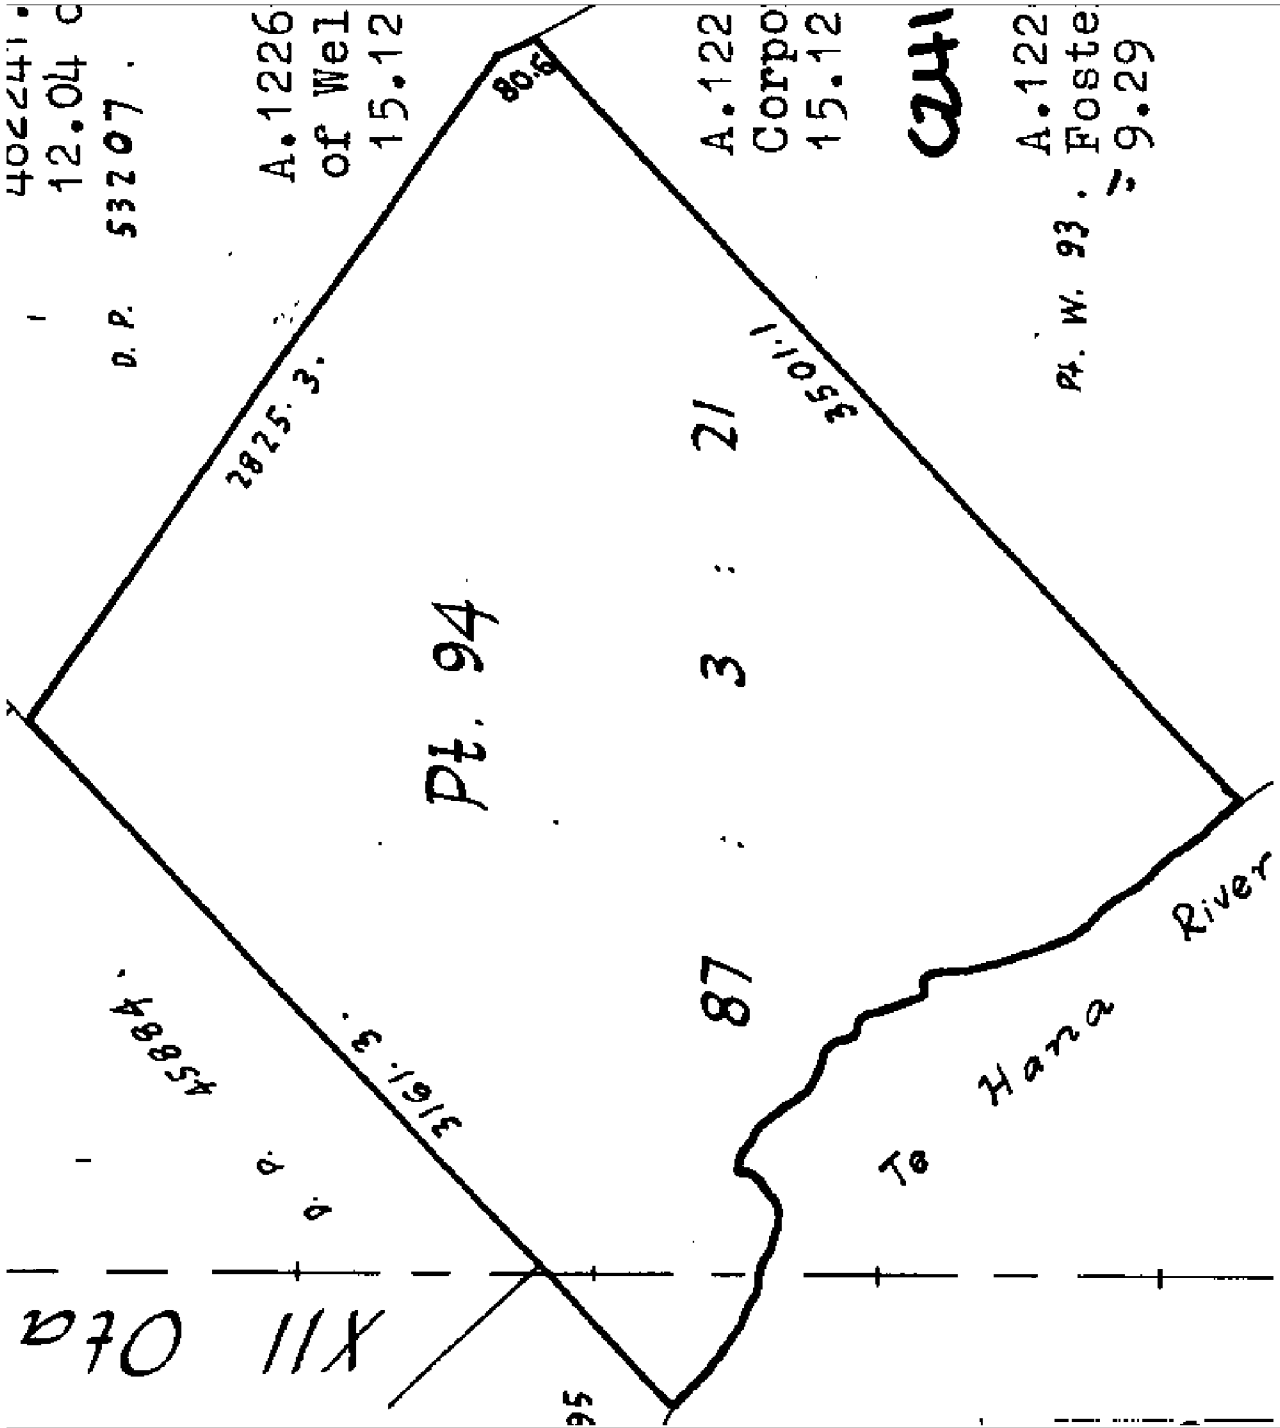 12.04
D. P. 53207.
A.1226
of Wel
15.12
A.122
Corpo
15.12
C241
A.122
Foste
= 9.29
Pt. W. 93.
80.6
2825. 3.
3501.1
Pt. 94
87 : 3 : 21
3161. 3.
D. P. 45884.
Te Hana River
XII Ota
95